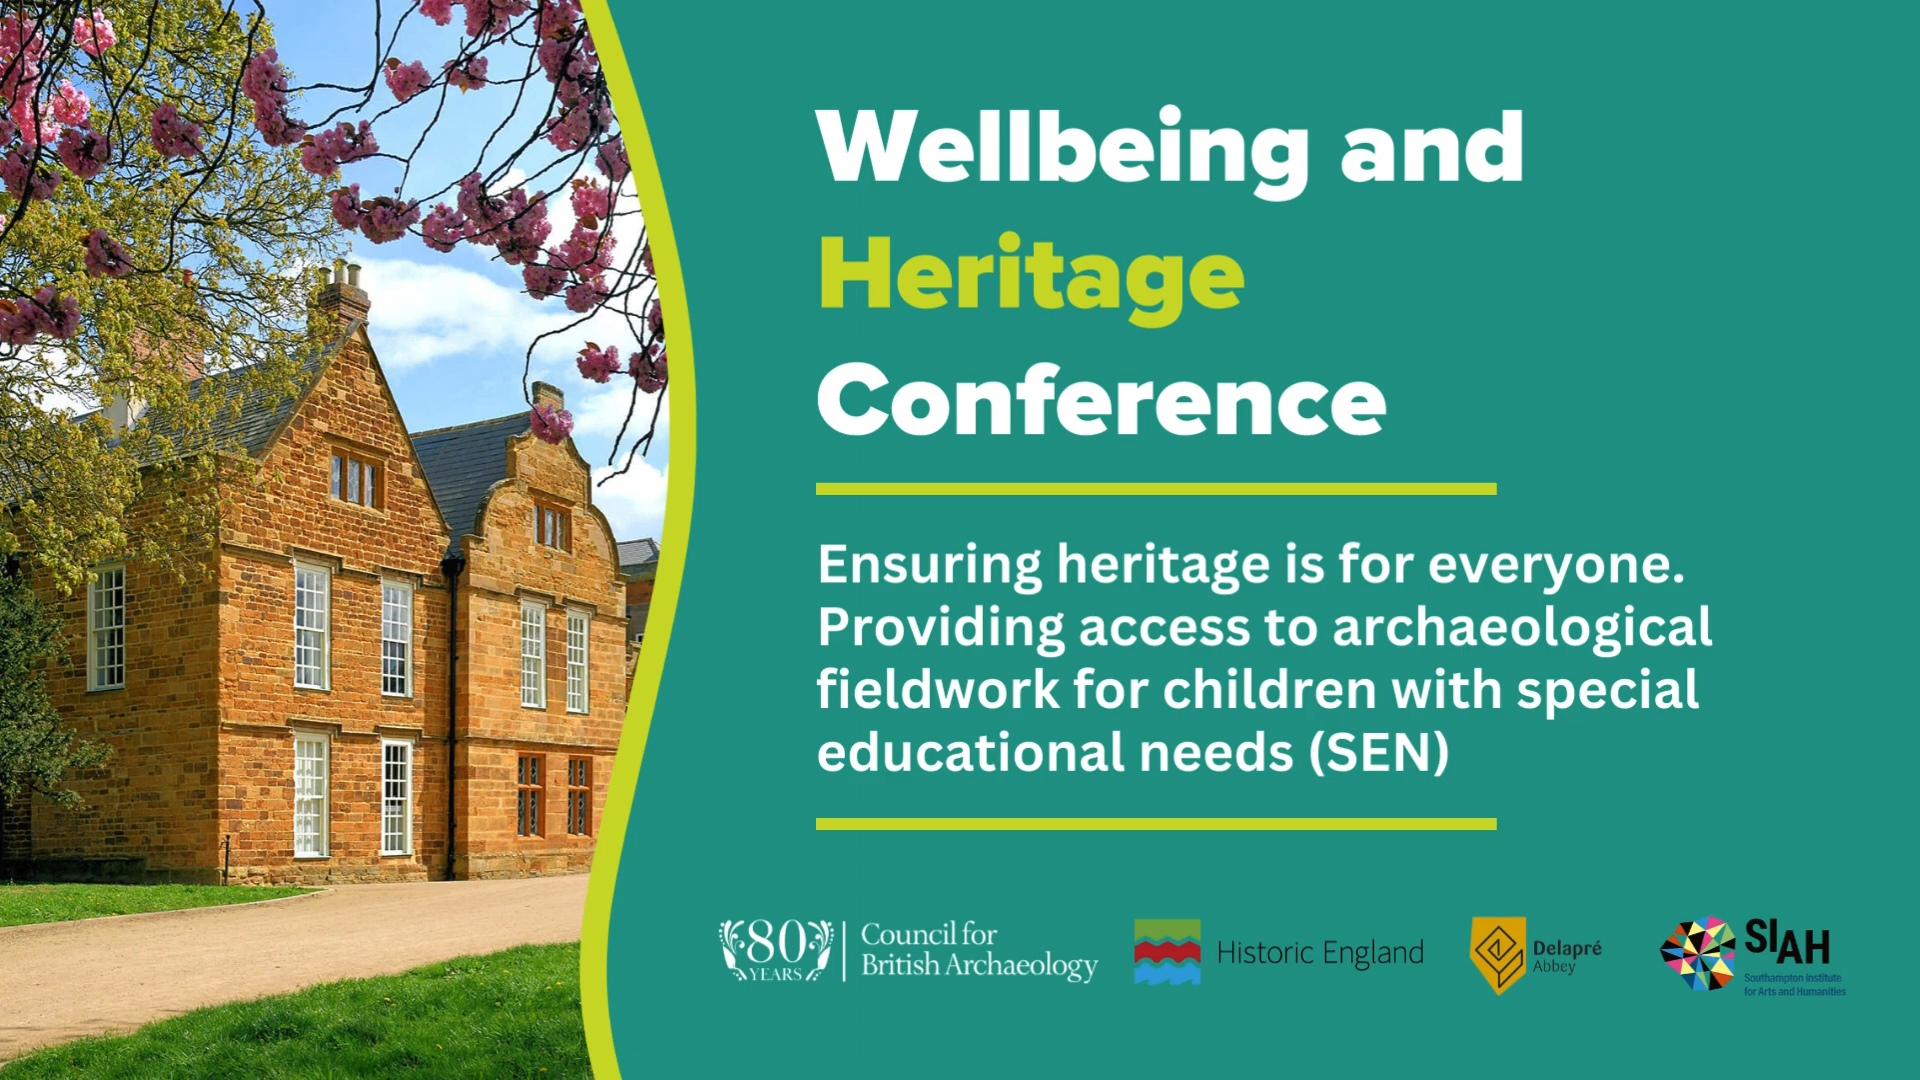 Wellbeing and
Heritage
Conference
Ensuring heritage is for everyone.
Providing access to archaeological
fieldwork for children with special
educational needs (SEN)
80
YEARS
Council for
British Archaeology
Historic England
Delapré
Abbey
SIAH
Southampton Institute
for Arts and Humanities